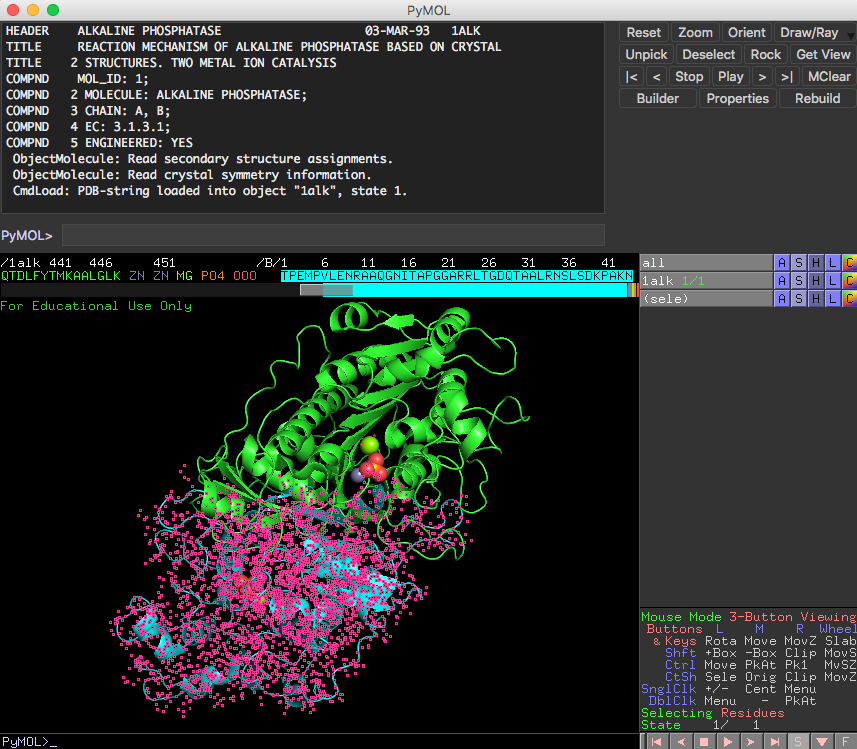 PyMOL
HEADER    ALKALINE PHOSPHATASE                    03-MAR-93   1ALK
TITLE     REACTION MECHANISM OF ALKALINE PHOSPHATASE BASED ON CRYSTAL
TITLE    2 STRUCTURES. TWO METAL ION CATALYSIS
COMPND    MOL_ID: 1;
COMPND   2 MOLECULE: ALKALINE PHOSPHATASE;
COMPND   3 CHAIN: A, B;
COMPND   4 EC: 3.1.3.1;
COMPND   5 ENGINEERED: YES
ObjectMolecule: Read secondary structure assignments.
ObjectMolecule: Read crystal symmetry information.
CmdLoad: PDB-string loaded into object "1alk", state 1.
PyMOL>
Reset Zoom Orient Draw/Ray
Unpick Deselect Rock Get View
|< < Stop Play > >| MClear
Builder Properties Rebuild
/1alk 441 446 451 /B/1 6 11 16 21 26 31 36 41
QTDLFYTMKAALGLK ZN ZN MG PO4 OOO TPEMPVLENRAAQGNITAPGGARRLTGDQTAALRNSLSDKPAKN
For Educational Use Only
all A S H L C
1alk 1/1 A S H L C
(sele) A S H L C
Mouse Mode 3-Button Viewing
Buttons L M R Wheel
& Keys Rota Move MovZ Slab
Shft +Box -Box Clip MovS
Ctrl Move PkAt Pk1 MvSZ
CtSh Sele Orig Clip MovZ
SnglClk +/- Cent Menu
DblClk Menu - PkAt
Selecting Residues
State 1/ 1
PyMOL>_
S F